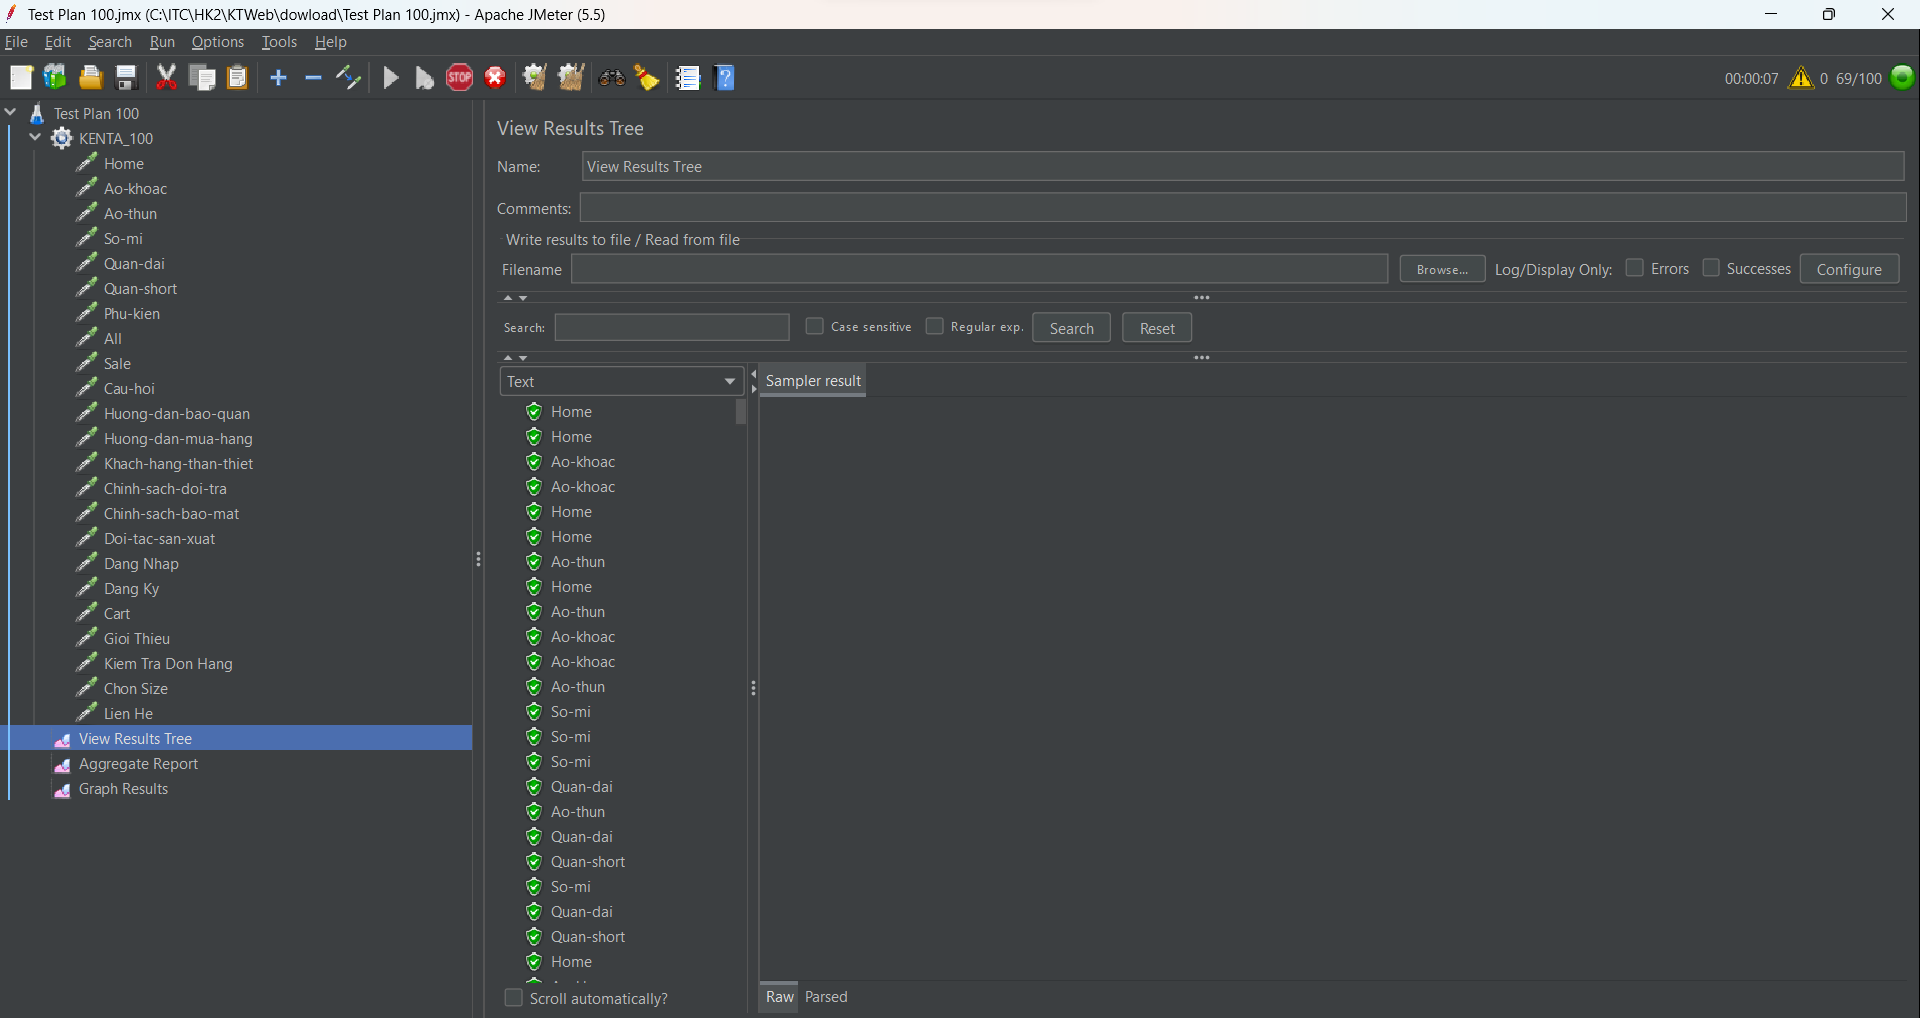 Test Plan 100.jmx (C:\ITC\HK2\KTWeb\dowload\Test Plan 100.jmx) - Apache JMeter (5.5)
File Edit Search Run Options Tools Help
STOP
00:00:07 0 69/100
Test Plan 100
KENTA_100
Home
Ao-khoac
Ao-thun
So-mi
Quan-dai
Quan-short
Phu-kien
All
Sale
Cau-hoi
Huong-dan-bao-quan
Huong-dan-mua-hang
Khach-hang-than-thiet
Chinh-sach-doi-tra
Chinh-sach-bao-mat
Doi-tac-san-xuat
Dang Nhap
Dang Ky
Cart
Gioi Thieu
Kiem Tra Don Hang
Chon Size
Lien He
View Results Tree
Aggregate Report
Graph Results
View Results Tree
Name: View Results Tree
Comments:
Write results to file / Read from file
Filename Browse... Log/Display Only: Errors Successes Configure
Search: Case sensitive Regular exp. Search Reset
Text
Sampler result
Home
Home
Ao-khoac
Ao-khoac
Home
Home
Ao-thun
Home
Ao-thun
Ao-khoac
Ao-khoac
Ao-thun
So-mi
So-mi
So-mi
Quan-dai
Ao-thun
Quan-dai
Quan-short
So-mi
Quan-dai
Quan-short
Home
Scroll automatically?
Raw Parsed